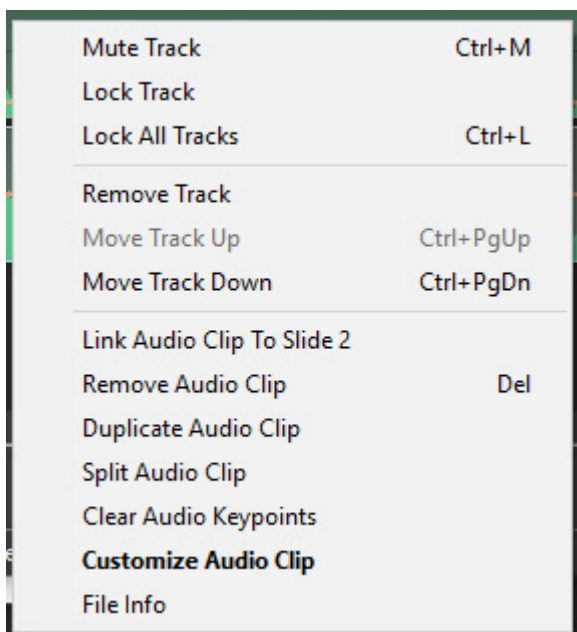 Mute Track Ctrl+M
Lock Track
Lock All Tracks Ctrl+L
Remove Track
Move Track Up Ctrl+PgUp
Move Track Down Ctrl+PgDn
Link Audio Clip To Slide 2
Remove Audio Clip Del
Duplicate Audio Clip
Split Audio Clip
Clear Audio Keypoints
Customize Audio Clip
File Info